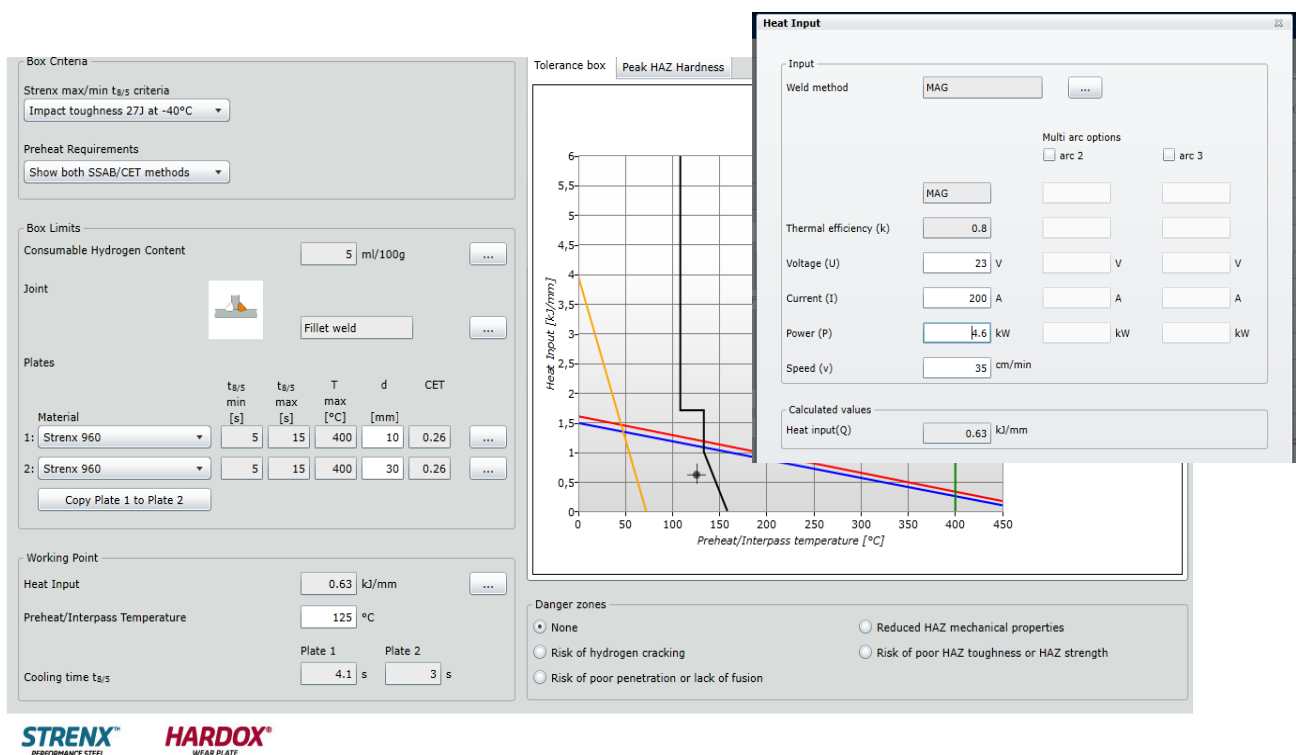 Box Criteria
Strenx max/min t8/5 criteria
Impact toughness 27J at -40°C
Preheat Requirements
Show both SSAB/CET methods
Box Limits
Consumable Hydrogen Content
5 ml/100g
...
Joint
Fillet weld
...
Plates
t8/5 t8/5 T d CET
min max max
[s] [s] [°C] [mm]
Material
1: Strenx 960 5 15 400 10 0.26 ...
2: Strenx 960 5 15 400 30 0.26 ...
Copy Plate 1 to Plate 2
Working Point
Heat Input 0.63 kJ/mm ...
Preheat/Interpass Temperature 125 °C
Plate 1 Plate 2
Cooling time t8/5 4.1 s 3 s
Tolerance box
Peak HAZ Hardness
Heat Input [kJ/mm]
6
5,5
5
4,5
4
3,5
3
2,5
2
1,5
1
0,5
0
0 50 100 150 200 250 300 350 400 450
Preheat/Interpass temperature [°C]
Danger zones
None
Reduced HAZ mechanical properties
Risk of hydrogen cracking
Risk of poor HAZ toughness or HAZ strength
Risk of poor penetration or lack of fusion
Heat Input
Input
Weld method MAG ...
Multi arc options
arc 2 arc 3
MAG
Thermal efficiency (k) 0.8
Voltage (U) 23 V V V
Current (I) 200 A A A
Power (P) 4.6 kW kW kW
Speed (v) 35 cm/min
Calculated values
Heat input(Q) 0.63 kJ/mm
STRENX™
PERFORMANCE STEEL
HARDOX®
WEAR PLATE